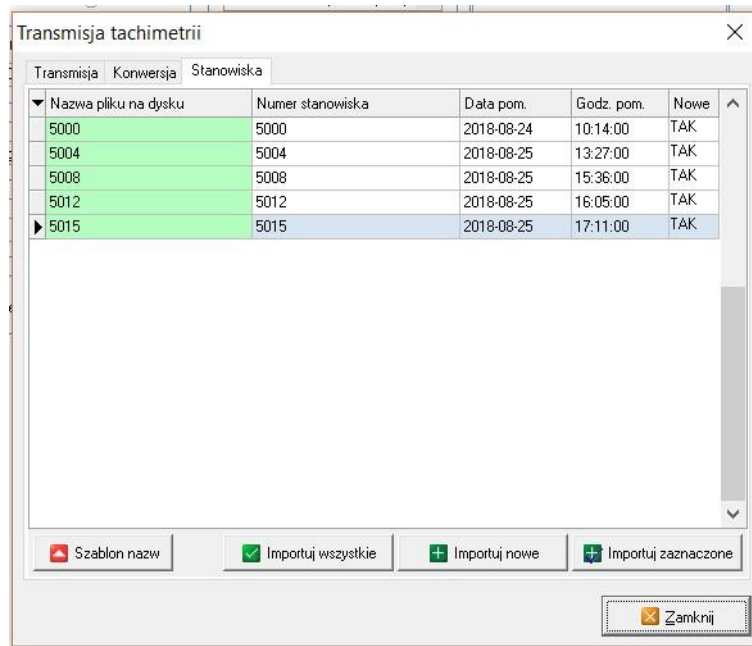 Transmisja tachimetrii
Transmisja Konwersja Stanowiska
Nazwa pliku na dysku Numer stanowiska Data pom. Godz. pom. Nowe
5000 5000 2018-08-24 10:14:00 TAK
5004 5004 2018-08-25 13:27:00 TAK
5008 5008 2018-08-25 15:36:00 TAK
5012 5012 2018-08-25 16:05:00 TAK
5015 5015 2018-08-25 17:11:00 TAK
Szablon nazw Importuj wszystkie Importuj nowe Importuj zaznaczone
Zamknij